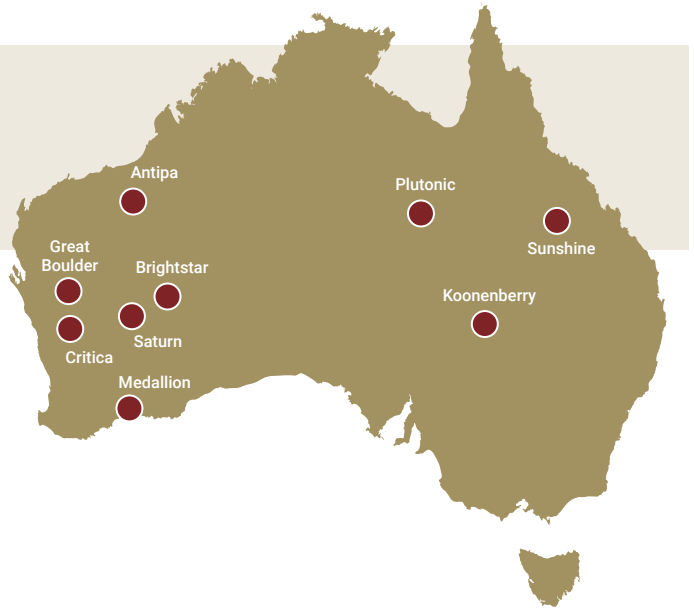 Antipa
Plutonic
Great
Boulder
Brightstar
Sunshine
Koonenberry
Saturn
Critica
Medallion